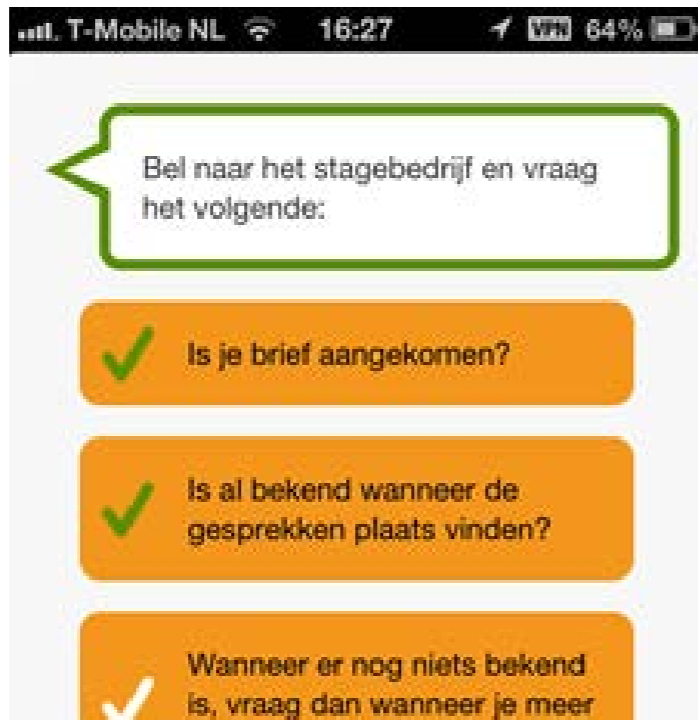 T-Mobile NL 16:27 VPN 64%
Bel naar het stagebedrijf en vraag
het volgende:
Is je brief aangekomen?
Is al bekend wanneer de
gesprekken plaats vinden?
Wanneer er nog niets bekend
is, vraag dan wanneer je meer